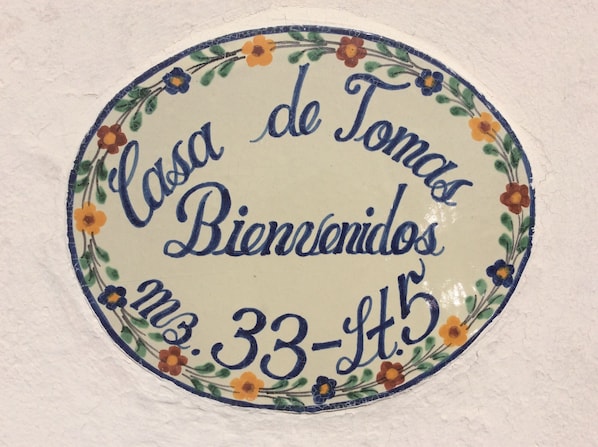 Casa de Tomas
Bienvenidos
mz. 33-Lt.5